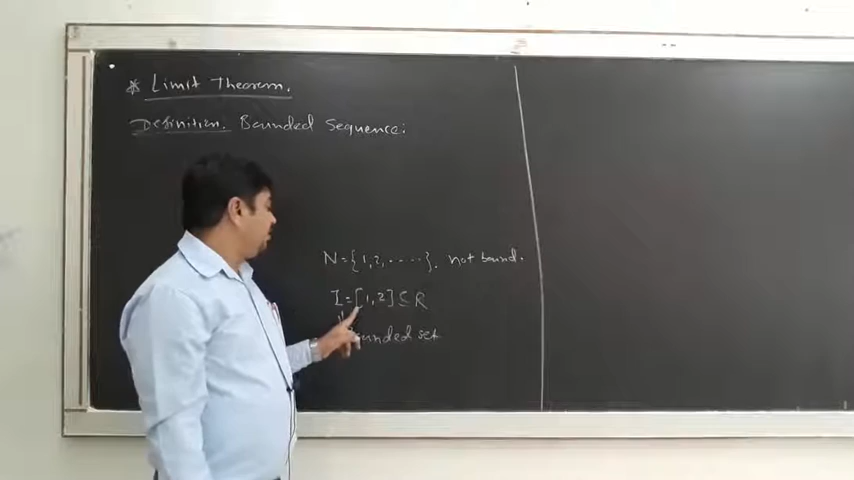 * Limit Theorem.
Definition. Bounded Sequence:
N={1,2,.....}. not bound.
I=[1,2]⊆R
bounded set